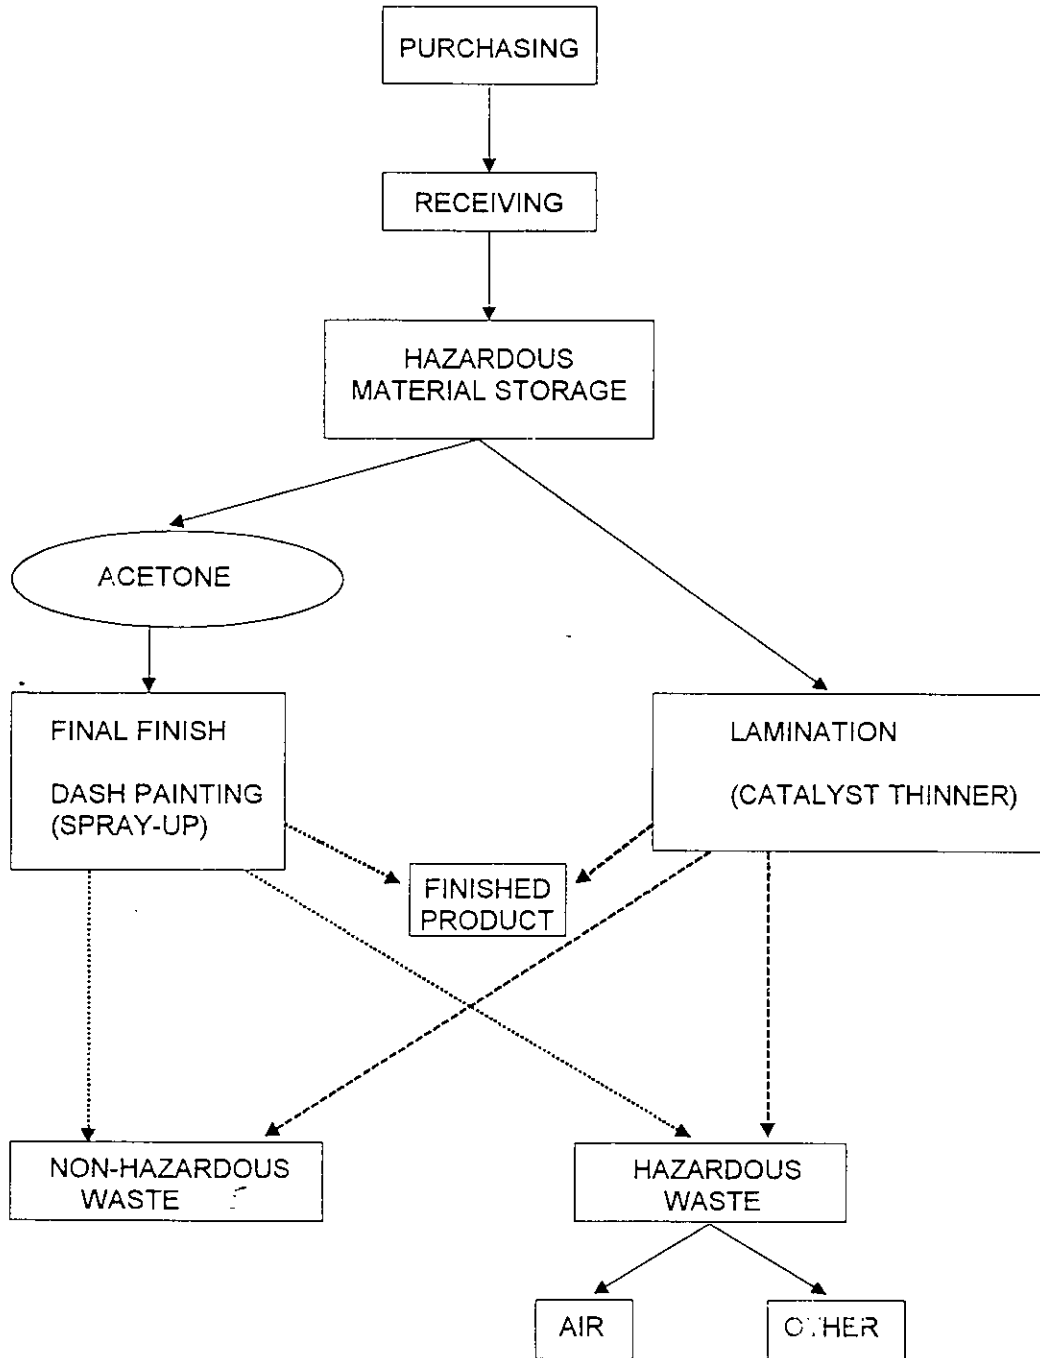 PURCHASING
RECEIVING
HAZARDOUS
MATERIAL STORAGE
ACETONE
FINAL FINISH
DASH PAINTING
(SPRAY-UP)
LAMINATION
(CATALYST THINNER)
FINISHED
PRODUCT
NON-HAZARDOUS
WASTE
HAZARDOUS
WASTE
AIR
OTHER